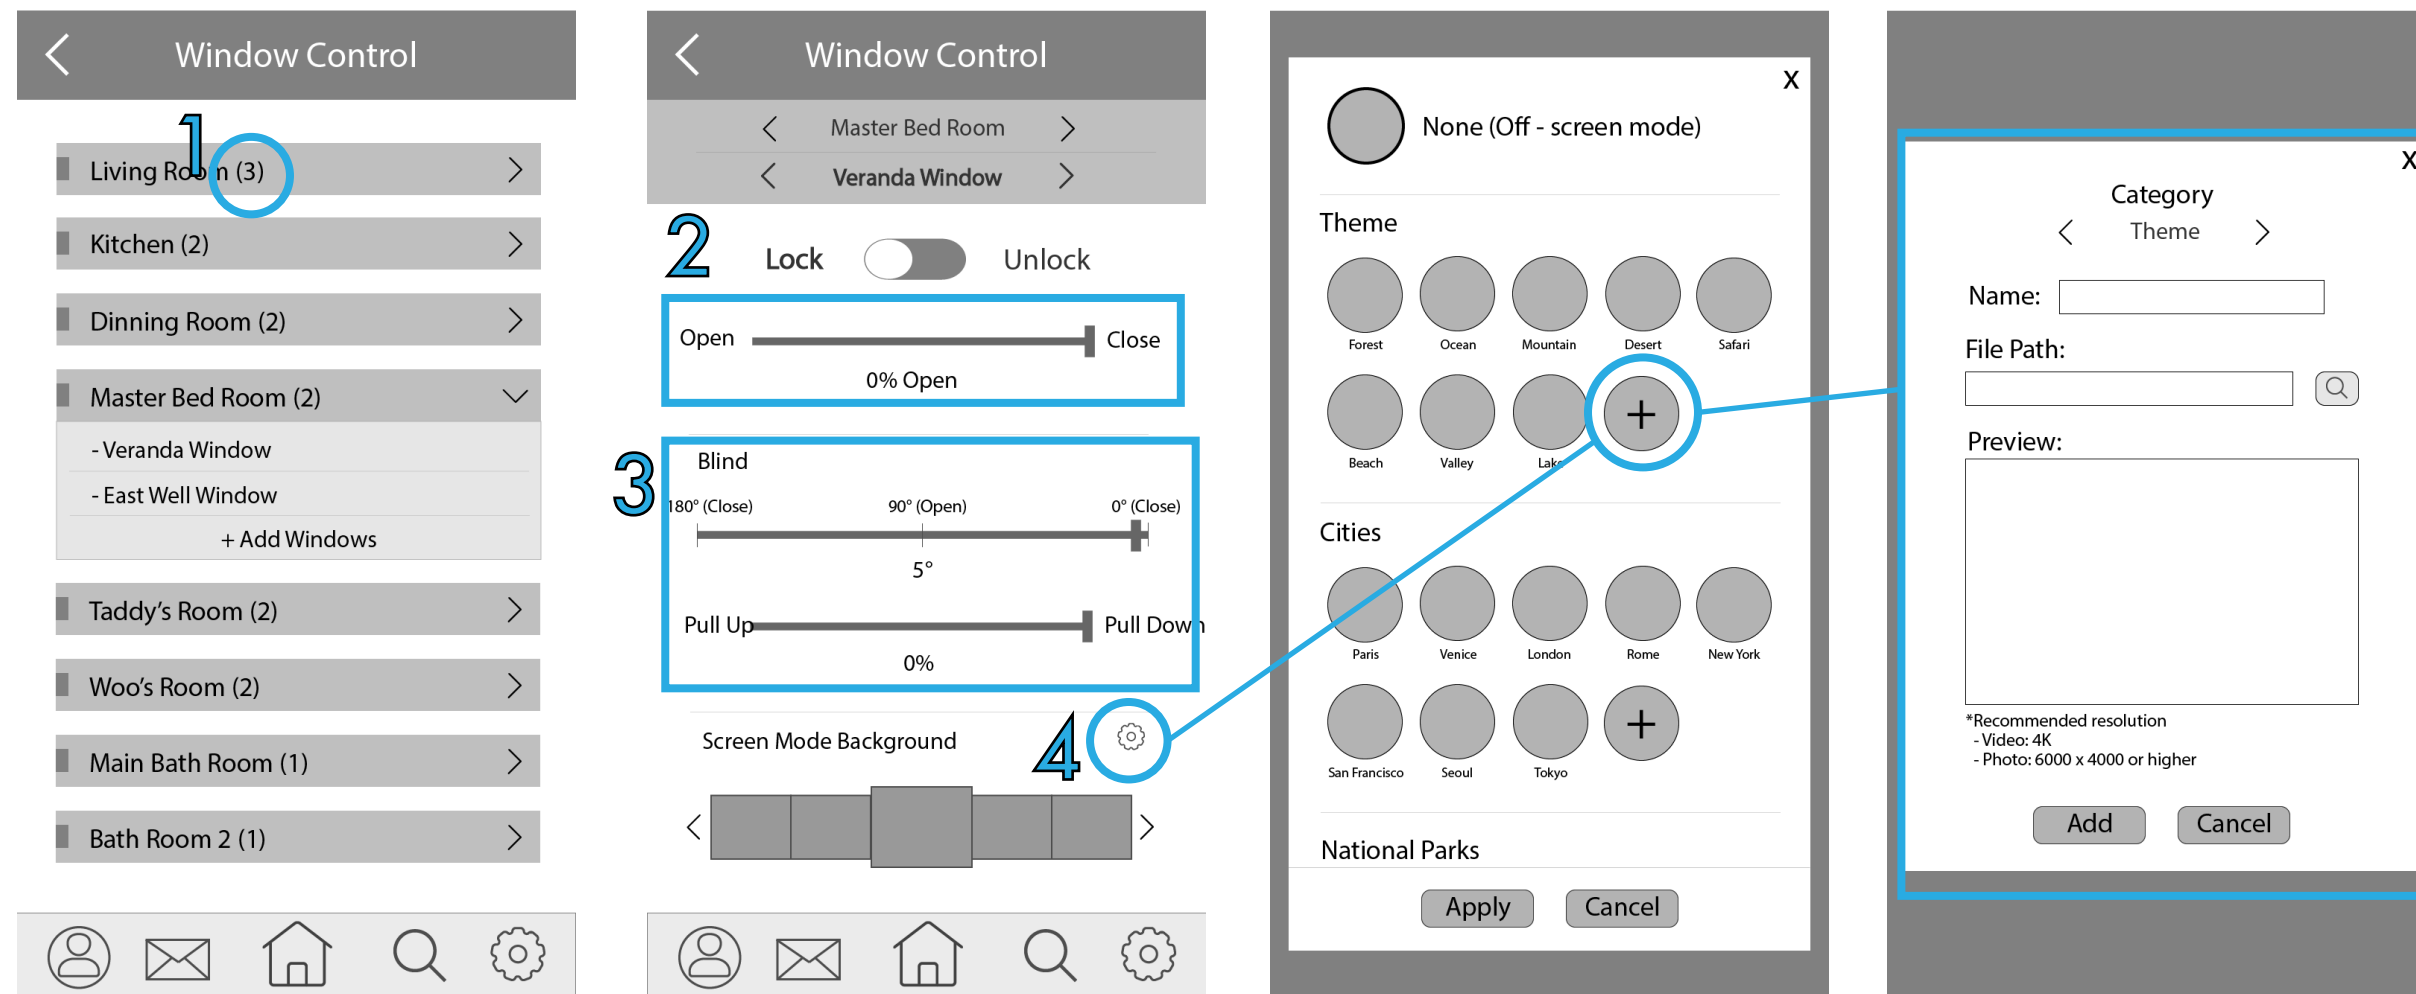 Window Control
1
Living Room (3)
Kitchen (2)
Dinning Room (2)
Master Bed Room (2)
- Veranda Window
- East Well Window
+ Add Windows
Taddy's Room (2)
Woo's Room (2)
Main Bath Room (1)
Bath Room 2 (1)
Window Control
Master Bed Room
Veranda Window
2
Lock Unlock
Open Close
0% Open
3
Blind
180° (Close) 90° (Open) 0° (Close)
5°
Pull Up Pull Down
0%
4
Screen Mode Background
X
None (Off - screen mode)
Theme
Forest Ocean Mountain Desert Safari
+
Beach Valley Lake
Cities
Paris Venice London Rome New York
+
San Francisco Seoul Tokyo
National Parks
Apply Cancel
X
Category
Theme
Name:
File Path:
Preview:
*Recommended resolution
- Video: 4K
- Photo: 6000 x 4000 or higher
Add Cancel